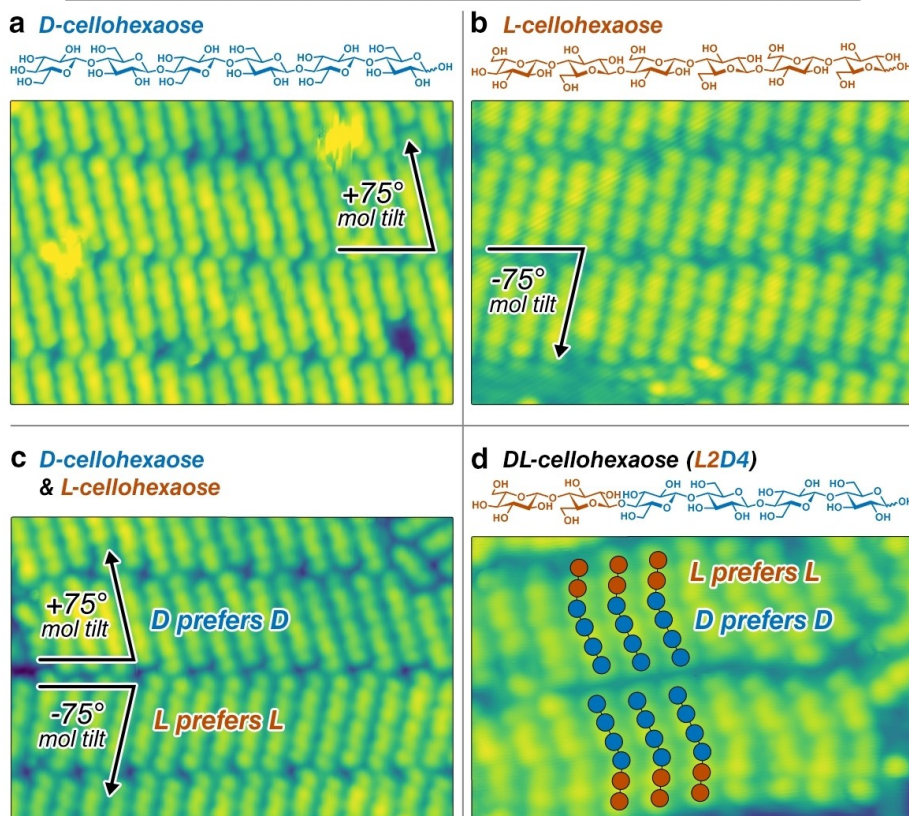 a D-cellohexaose
+75°
mol tilt
b L-cellohexaose
-75°
mol tilt
c D-cellohexaose
& L-cellohexaose
+75°
mol tilt
D prefers D
-75°
mol tilt
L prefers L
d DL-cellohexaose (L2D4)
L prefers L
D prefers D